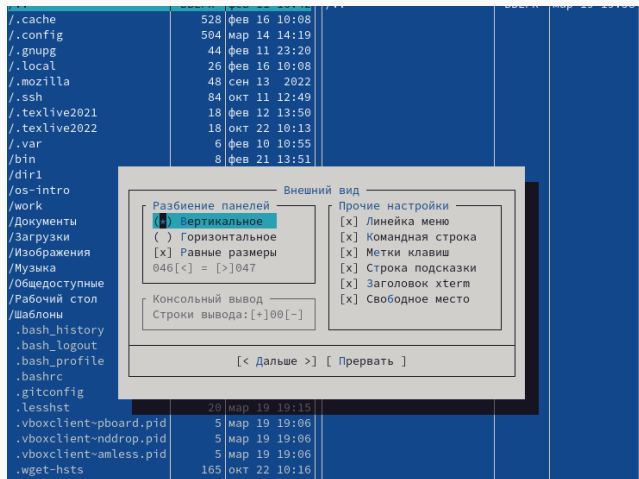 /.cache 528 фев 16 10:08
/.config 504 мар 14 14:19
/.gnupg 44 фев 11 23:20
/.local 26 фев 16 10:08
/.mozilla 48 сен 13 2022
/.ssh 84 окт 11 12:49
/.texlive2021 18 фев 12 13:50
/.texlive2022 18 окт 22 10:13
/.var 6 фев 10 10:55
/bin 8 фев 21 13:51
/dir1
/os-intro
/work
/Документы
/Загрузки
/Изображения
/Музыка
/Общедоступные
/Рабочий стол
/Шаблоны
.bash_history
.bash_logout
.bash_profile
.bashrc
.gitconfig
.lesshst 20 мар 19 19:15
.vboxclient~pboard.pid 5 мар 19 19:06
.vboxclient~nddrop.pid 5 мар 19 19:06
.vboxclient~amless.pid 5 мар 19 19:06
.wget-hsts 165 окт 22 10:16
Внешний вид
Разбиение панелей
(*) Вертикальное
( ) Горизонтальное
[x] Равные размеры
046[<] = [>]047
Консольный вывод
Строки вывода:[+]00[-]
Прочие настройки
[x] Линейка меню
[x] Командная строка
[x] Метки клавиш
[x] Строка подсказки
[x] Заголовок xterm
[x] Свободное место
[< Дальше >] [ Прервать ]